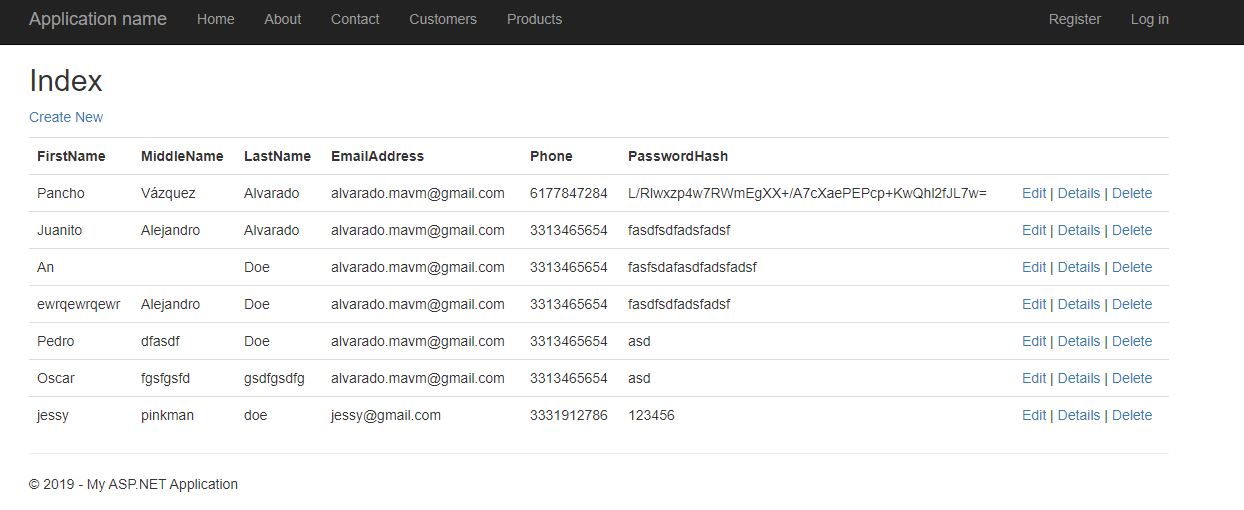 Application name Home About Contact Customers Products Register Log in
Index
Create New
FirstName MiddleName LastName EmailAddress Phone PasswordHash
Pancho Vázquez Alvarado alvarado.mavm@gmail.com 6177847284 L/Rlwxzp4w7RWmEgXX+/A7cXaePEPcp+KwQhl2fJL7w= Edit | Details | Delete
Juanito Alejandro Alvarado alvarado.mavm@gmail.com 3313465654 fasdfsdfadsfadsf Edit | Details | Delete
An Doe alvarado.mavm@gmail.com 3313465654 fasfsdafasdfadsfadsf Edit | Details | Delete
ewrqewrqewr Alejandro Doe alvarado.mavm@gmail.com 3313465654 fasdfsdfadsfadsf Edit | Details | Delete
Pedro dfasdf Doe alvarado.mavm@gmail.com 3313465654 asd Edit | Details | Delete
Oscar fgsfgsfd gsdfgsdfg alvarado.mavm@gmail.com 3313465654 asd Edit | Details | Delete
jessy pinkman doe jessy@gmail.com 3331912786 123456 Edit | Details | Delete
© 2019 - My ASP.NET Application